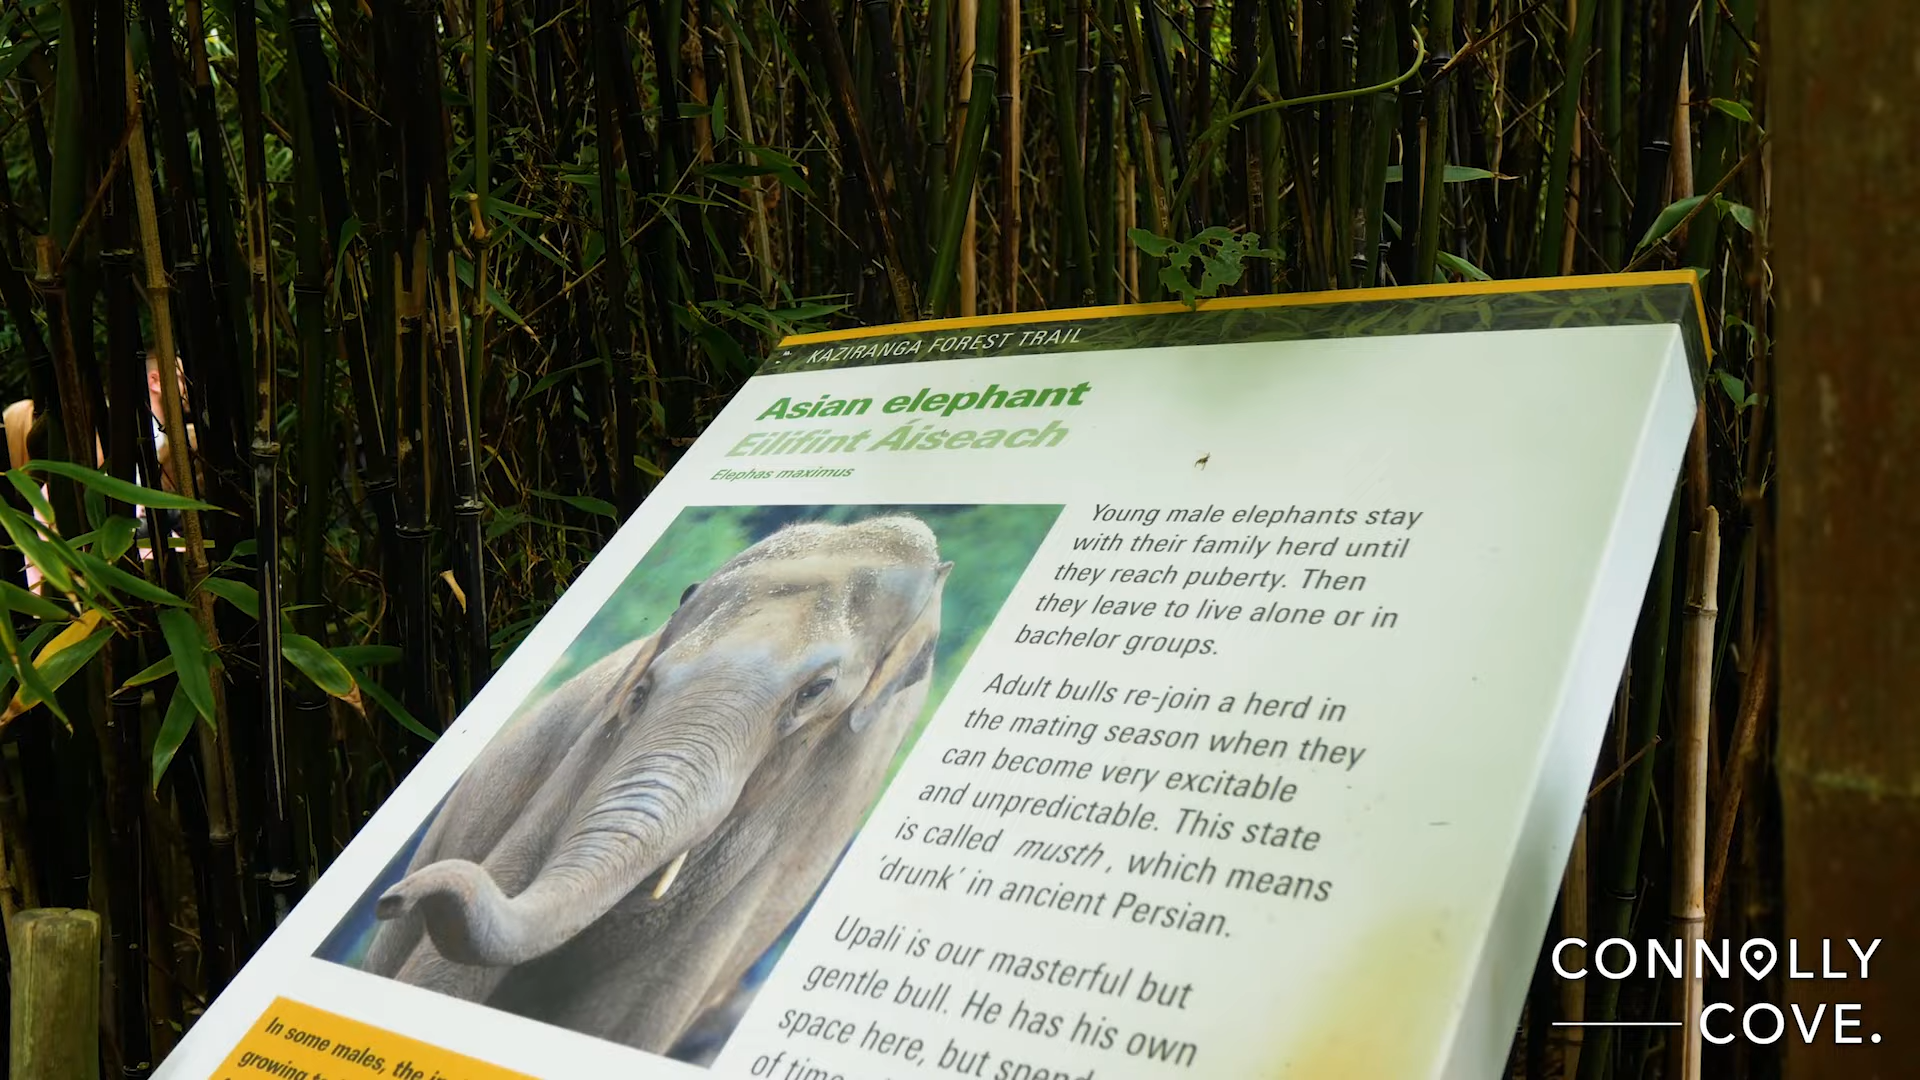 KAZIRANGA FOREST TRAIL
Asian elephant
Eilifint Áiseach
Elephas maximus
Young male elephants stay
with their family herd until
they reach puberty. Then
they leave to live alone or in
bachelor groups.
Adult bulls re-join a herd in
the mating season when they
can become very excitable
and unpredictable. This state
is called musth, which means
'drunk' in ancient Persian.
Upali is our masterful but
gentle bull. He has his own
space here, but
of time
In some males, the
growing
CONNOLLY
COVE.